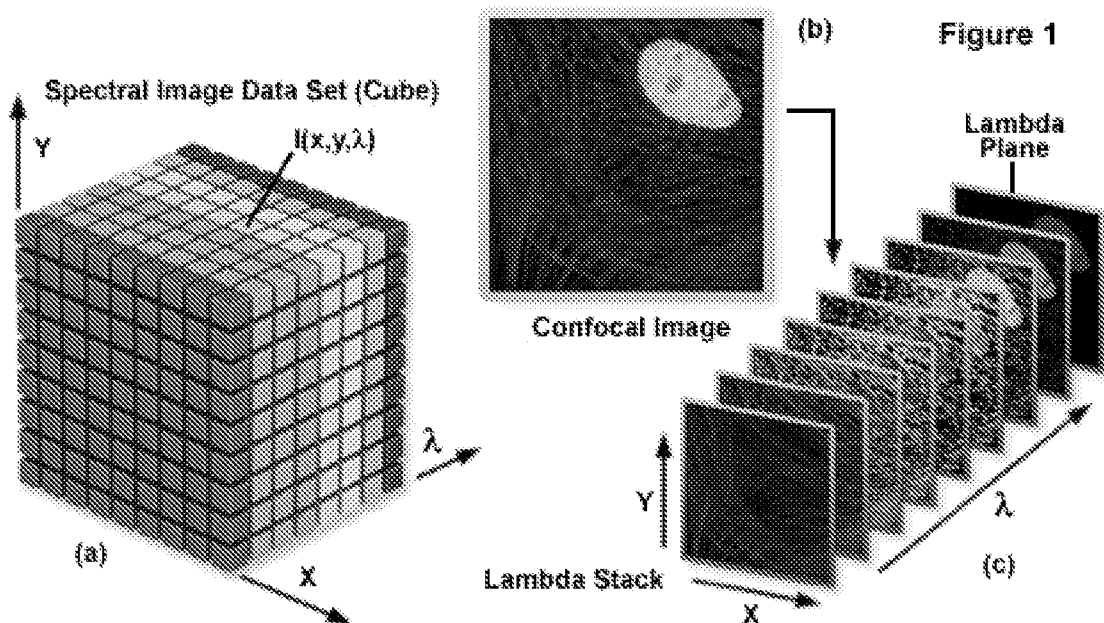 Figure 1
Spectral Image Data Set (Cube)
I(x,y,λ)
Y
λ
X
(a)
(b)
Confocal Image
Lambda
Plane
Y
X
λ
Lambda Stack
(c)